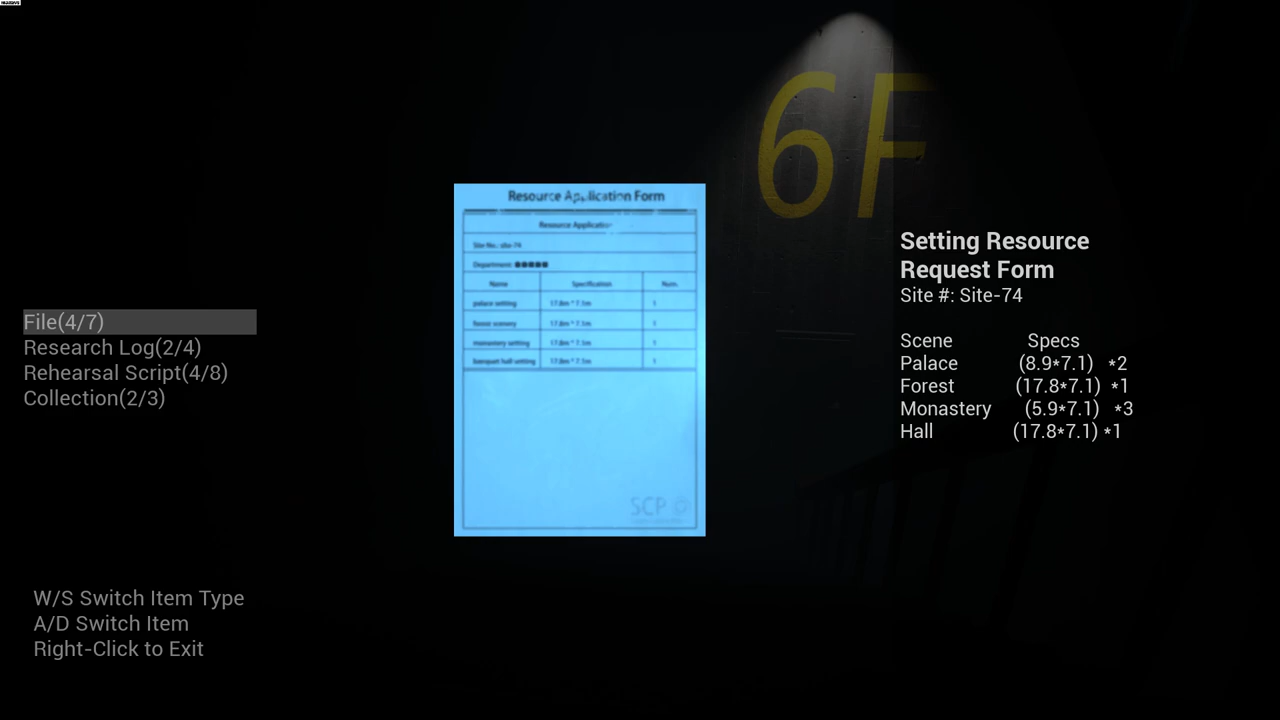 6F
Resource Application Form
Resource Application
Site No.: site-74
Department: ■■■■■
Name Specification Num.
palace setting 17.8m * 7.1m 1
forest scenery 17.8m * 7.1m 1
monastery setting 17.8m * 7.1m 1
banquet hall setting 17.8m * 7.1m 1
SCP
Setting Resource
Request Form
Site #: Site-74
Scene Specs
Palace (8.9*7.1) *2
Forest (17.8*7.1) *1
Monastery (5.9*7.1) *3
Hall (17.8*7.1) *1
File(4/7)
Research Log(2/4)
Rehearsal Script(4/8)
Collection(2/3)
W/S Switch Item Type
A/D Switch Item
Right-Click to Exit